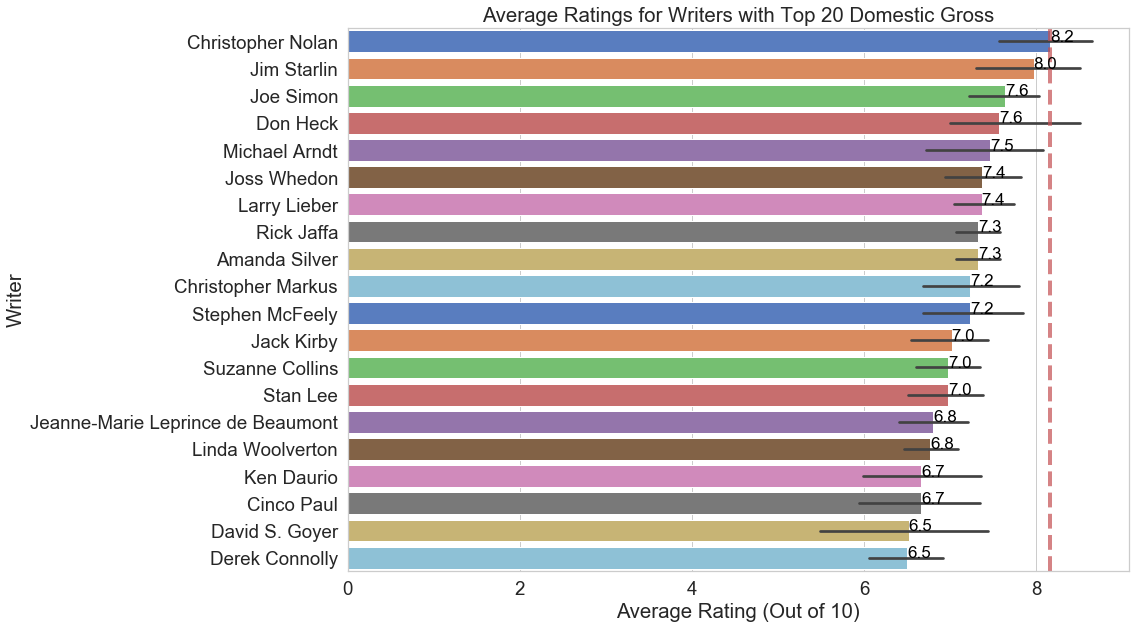 Average Ratings for Writers with Top 20 Domestic Gross
Writer
Christopher Nolan 8.2
Jim Starlin 8.0
Joe Simon 7.6
Don Heck 7.6
Michael Arndt 7.5
Joss Whedon 7.4
Larry Lieber 7.4
Rick Jaffa 7.3
Amanda Silver 7.3
Christopher Markus 7.2
Stephen McFeely 7.2
Jack Kirby 7.0
Suzanne Collins 7.0
Stan Lee 7.0
Jeanne-Marie Leprince de Beaumont 6.8
Linda Woolverton 6.8
Ken Daurio 6.7
Cinco Paul 6.7
David S. Goyer 6.5
Derek Connolly 6.5
0 2 4 6 8
Average Rating (Out of 10)